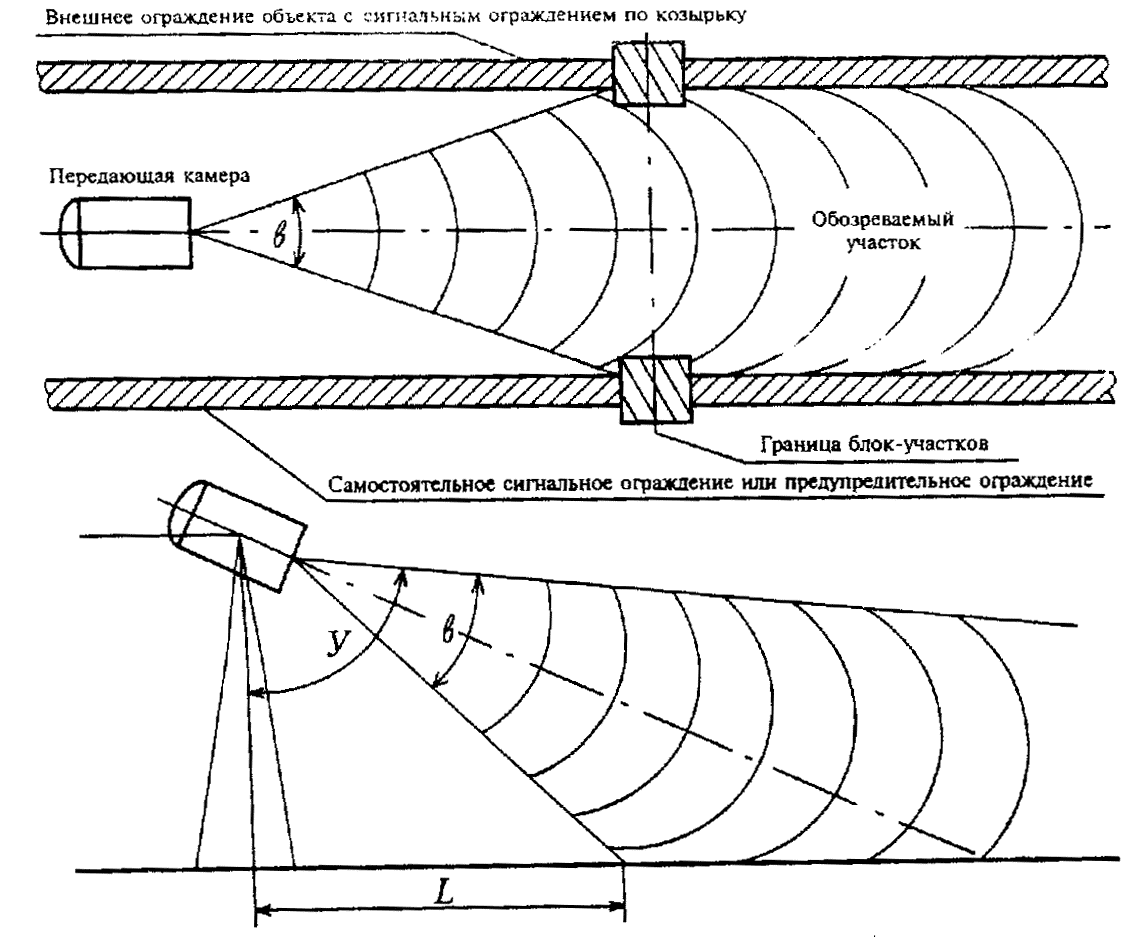 Внешнее ограждение объекта с сигнальным ограждением по козырьку
Передающая камера
в
Обозреваемый
участок
Граница блок-участков
Самостоятельное сигнальное ограждение или предупредительное ограждение
У
в
L